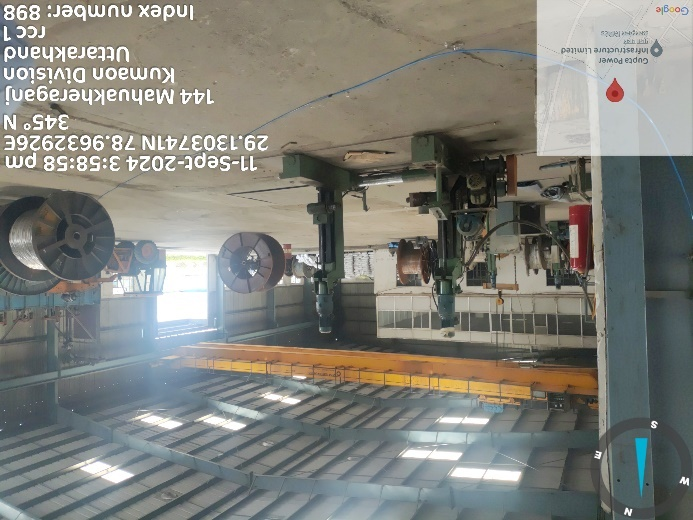 11-Sept-2024 3:58:58 pm
29.1303741N 78.96329926E
345° N
144 Mahuakheraganj
Kumaon Division
Uttarakhand
rcc 1
Index number: 898
Gupta Power
Infrastructure Limited
Google
N
E
W
S